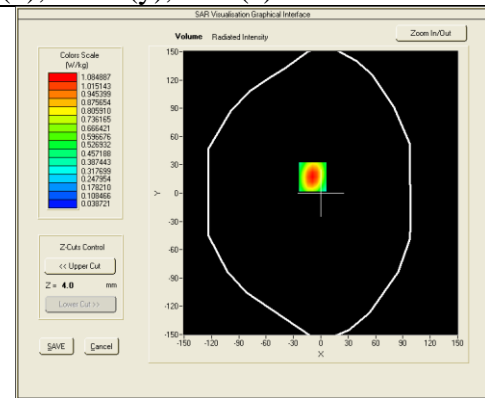 SAR Visualisation Graphical Interface
Volume Radiated Intensity
Zoom In/Out
Colors Scale
(W/kg)
1.084887
1.015143
0.945399
0.875654
0.805910
0.736165
0.666421
0.596676
0.526932
0.457188
0.387443
0.317699
0.247954
0.178210
0.108466
0.038721
Z-Cuts Control
<< Upper Cut
Z = 4.0 mm
Lower Cut >>
SAVE Cancel
150-
120-
90-
60-
30-
0-
-30-
-60-
-90-
-120-
-150-
Y
-150 -120 -90 -60 -30 0 30 60 90 120 150
X